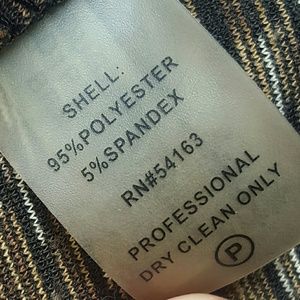 SHELL:
95%POLYESTER
5%SPANDEX
RN#54163
PROFESSIONAL
DRY CLEAN ONLY
P